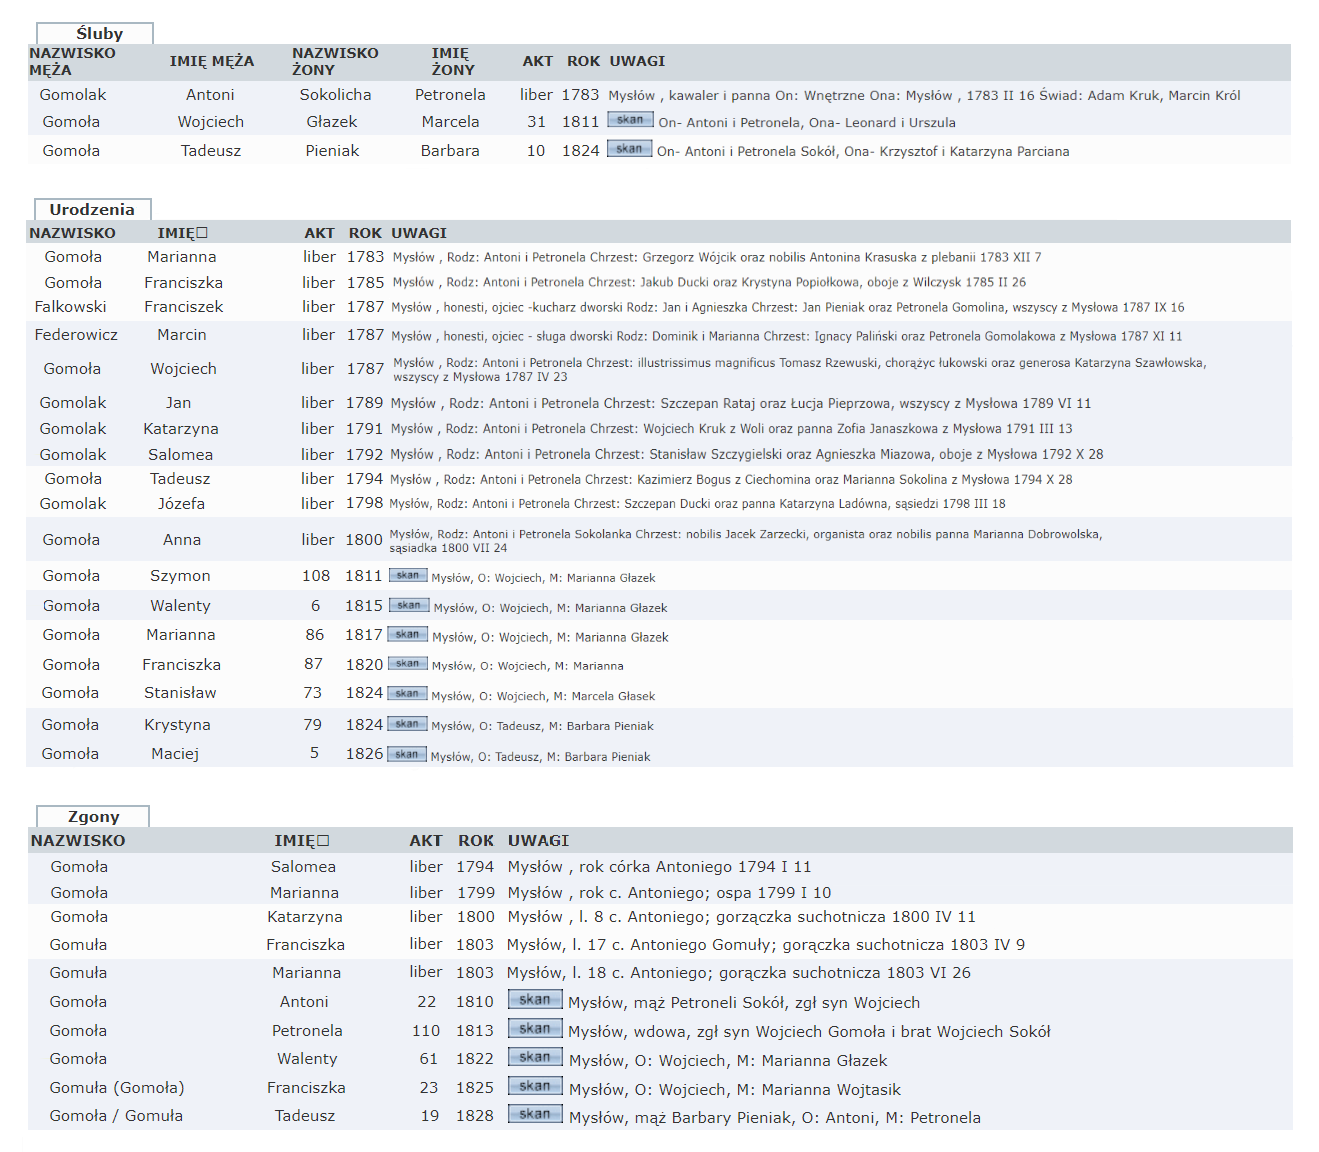 Śluby
NAZWISKO MĘŻA IMIĘ MĘŻA NAZWISKO ŻONY IMIĘ ŻONY AKT ROK UWAGI
Gomolak Antoni Sokolicha Petronela liber 1783 Mysłów , kawaler i panna On: Wnętrzne Ona: Mysłów , 1783 II 16 Świad: Adam Kruk, Marcin Król
Gomoła Wojciech Głazek Marcela 31 1811 skan On- Antoni i Petronela, Ona- Leonard i Urszula
Gomoła Tadeusz Pieniak Barbara 10 1824 skan On- Antoni i Petronela Sokół, Ona- Krzysztof i Katarzyna Parciana
Urodzenia
NAZWISKO IMIĘ□ AKT ROK UWAGI
Gomoła Marianna liber 1783 Mysłów , Rodz: Antoni i Petronela Chrzest: Grzegorz Wójcik oraz nobilis Antonina Krasuska z plebanii 1783 XII 7
Gomoła Franciszka liber 1785 Mysłów , Rodz: Antoni i Petronela Chrzest: Jakub Ducki oraz Krystyna Popiołkowa, oboje z Wilczysk 1785 II 26
Falkowski Franciszek liber 1787 Mysłów , honesti, ojciec -kucharz dworski Rodz: Jan i Agnieszka Chrzest: Jan Pieniak oraz Petronela Gomolina, wszyscy z Mysłowa 1787 IX 16
Federowicz Marcin liber 1787 Mysłów , honesti, ojciec - sługa dworski Rodz: Dominik i Marianna Chrzest: Ignacy Paliński oraz Petronela Gomolakowa z Mysłowa 1787 XI 11
Gomoła Wojciech liber 1787 Mysłów , Rodz: Antoni i Petronela Chrzest: illustrissimus magnificus Tomasz Rzewuski, chorążyc łukowski oraz generosa Katarzyna Szawłowska,
wszyscy z Mysłowa 1787 IV 23
Gomolak Jan liber 1789 Mysłów , Rodz: Antoni i Petronela Chrzest: Szczepan Rataj oraz Łucja Pieprzowa, wszyscy z Mysłowa 1789 VI 11
Gomolak Katarzyna liber 1791 Mysłów , Rodz: Antoni i Petronela Chrzest: Wojciech Kruk z Woli oraz panna Zofia Janaszkowa z Mysłowa 1791 III 13
Gomolak Salomea liber 1792 Mysłów , Rodz: Antoni i Petronela Chrzest: Stanisław Szczygielski oraz Agnieszka Miazowa, oboje z Mysłowa 1792 X 28
Gomoła Tadeusz liber 1794 Mysłów , Rodz: Antoni i Petronela Chrzest: Kazimierz Bogus z Ciechomina oraz Marianna Sokolina z Mysłowa 1794 X 28
Gomolak Józefa liber 1798 Mysłów, Rodz: Antoni i Petronela Chrzest: Szczepan Ducki oraz panna Katarzyna Ladówna, sąsiedzi 1798 III 18
Gomoła Anna liber 1800 Mysłów, Rodz: Antoni i Petronela Sokolanka Chrzest: nobilis Jacek Zarzecki, organista oraz nobilis panna Marianna Dobrowolska,
sąsiadka 1800 VII 24
Gomoła Szymon 108 1811 skan Mysłów, O: Wojciech, M: Marianna Głazek
Gomoła Walenty 6 1815 skan Mysłów, O: Wojciech, M: Marianna Głazek
Gomoła Marianna 86 1817 skan Mysłów, O: Wojciech, M: Marianna Głazek
Gomoła Franciszka 87 1820 skan Mysłów, O: Wojciech, M: Marianna
Gomoła Stanisław 73 1824 skan Mysłów, O: Wojciech, M: Marcela Głasek
Gomoła Krystyna 79 1824 skan Mysłów, O: Tadeusz, M: Barbara Pieniak
Gomoła Maciej 5 1826 skan Mysłów, O: Tadeusz, M: Barbara Pieniak
Zgony
NAZWISKO IMIĘ□ AKT ROK UWAGI
Gomoła Salomea liber 1794 Mysłów , rok córka Antoniego 1794 I 11
Gomoła Marianna liber 1799 Mysłów , rok c. Antoniego; ospa 1799 I 10
Gomoła Katarzyna liber 1800 Mysłów , l. 8 c. Antoniego; gorzączka suchotnicza 1800 IV 11
Gomuła Franciszka liber 1803 Mysłów, l. 17 c. Antoniego Gomuły; gorączka suchotnicza 1803 IV 9
Gomuła Marianna liber 1803 Mysłów, l. 18 c. Antoniego; gorączka suchotnicza 1803 VI 26
Gomoła Antoni 22 1810 skan Mysłów, mąż Petroneli Sokół, zgł syn Wojciech
Gomoła Petronela 110 1813 skan Mysłów, wdowa, zgł syn Wojciech Gomoła i brat Wojciech Sokół
Gomoła Walenty 61 1822 skan Mysłów, O: Wojciech, M: Marianna Głazek
Gomuła (Gomoła) Franciszka 23 1825 skan Mysłów, O: Wojciech, M: Marianna Wojtasik
Gomoła / Gomuła Tadeusz 19 1828 skan Mysłów, mąż Barbary Pieniak, O: Antoni, M: Petronela